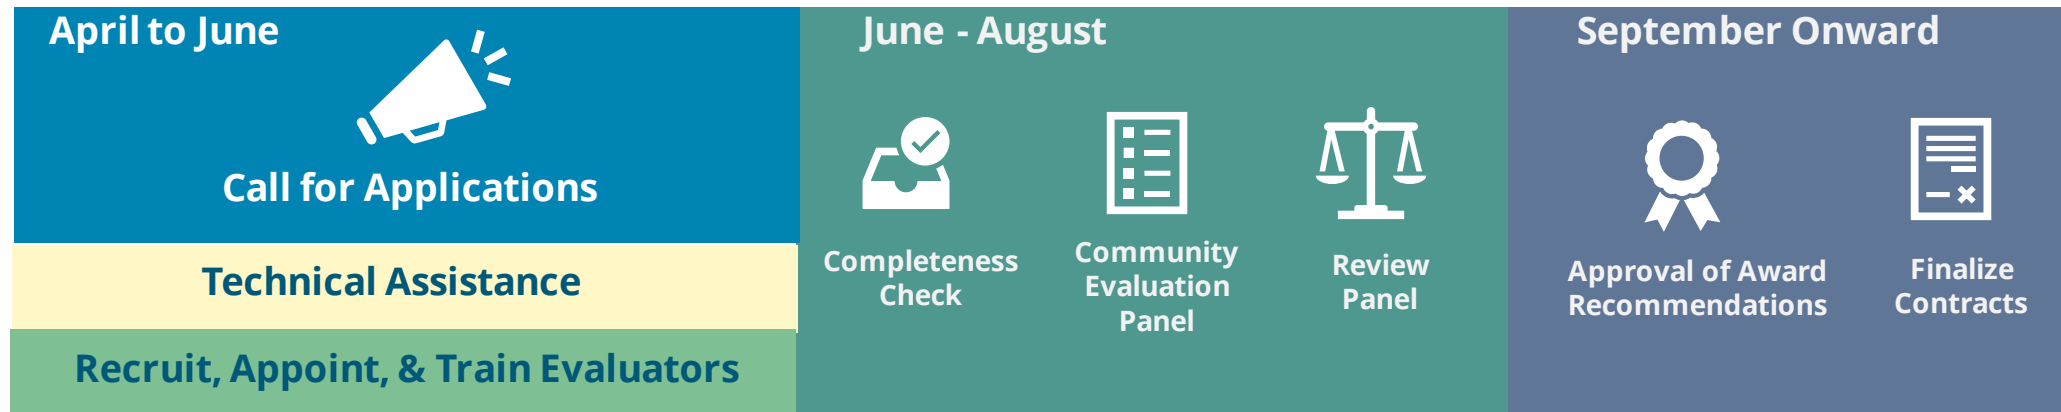 April to June
Call for Applications
Technical Assistance
Recruit, Appoint, & Train Evaluators
June - August
Completeness
Check
Community
Evaluation
Panel
Review
Panel
September Onward
Approval of Award
Recommendations
Finalize
Contracts